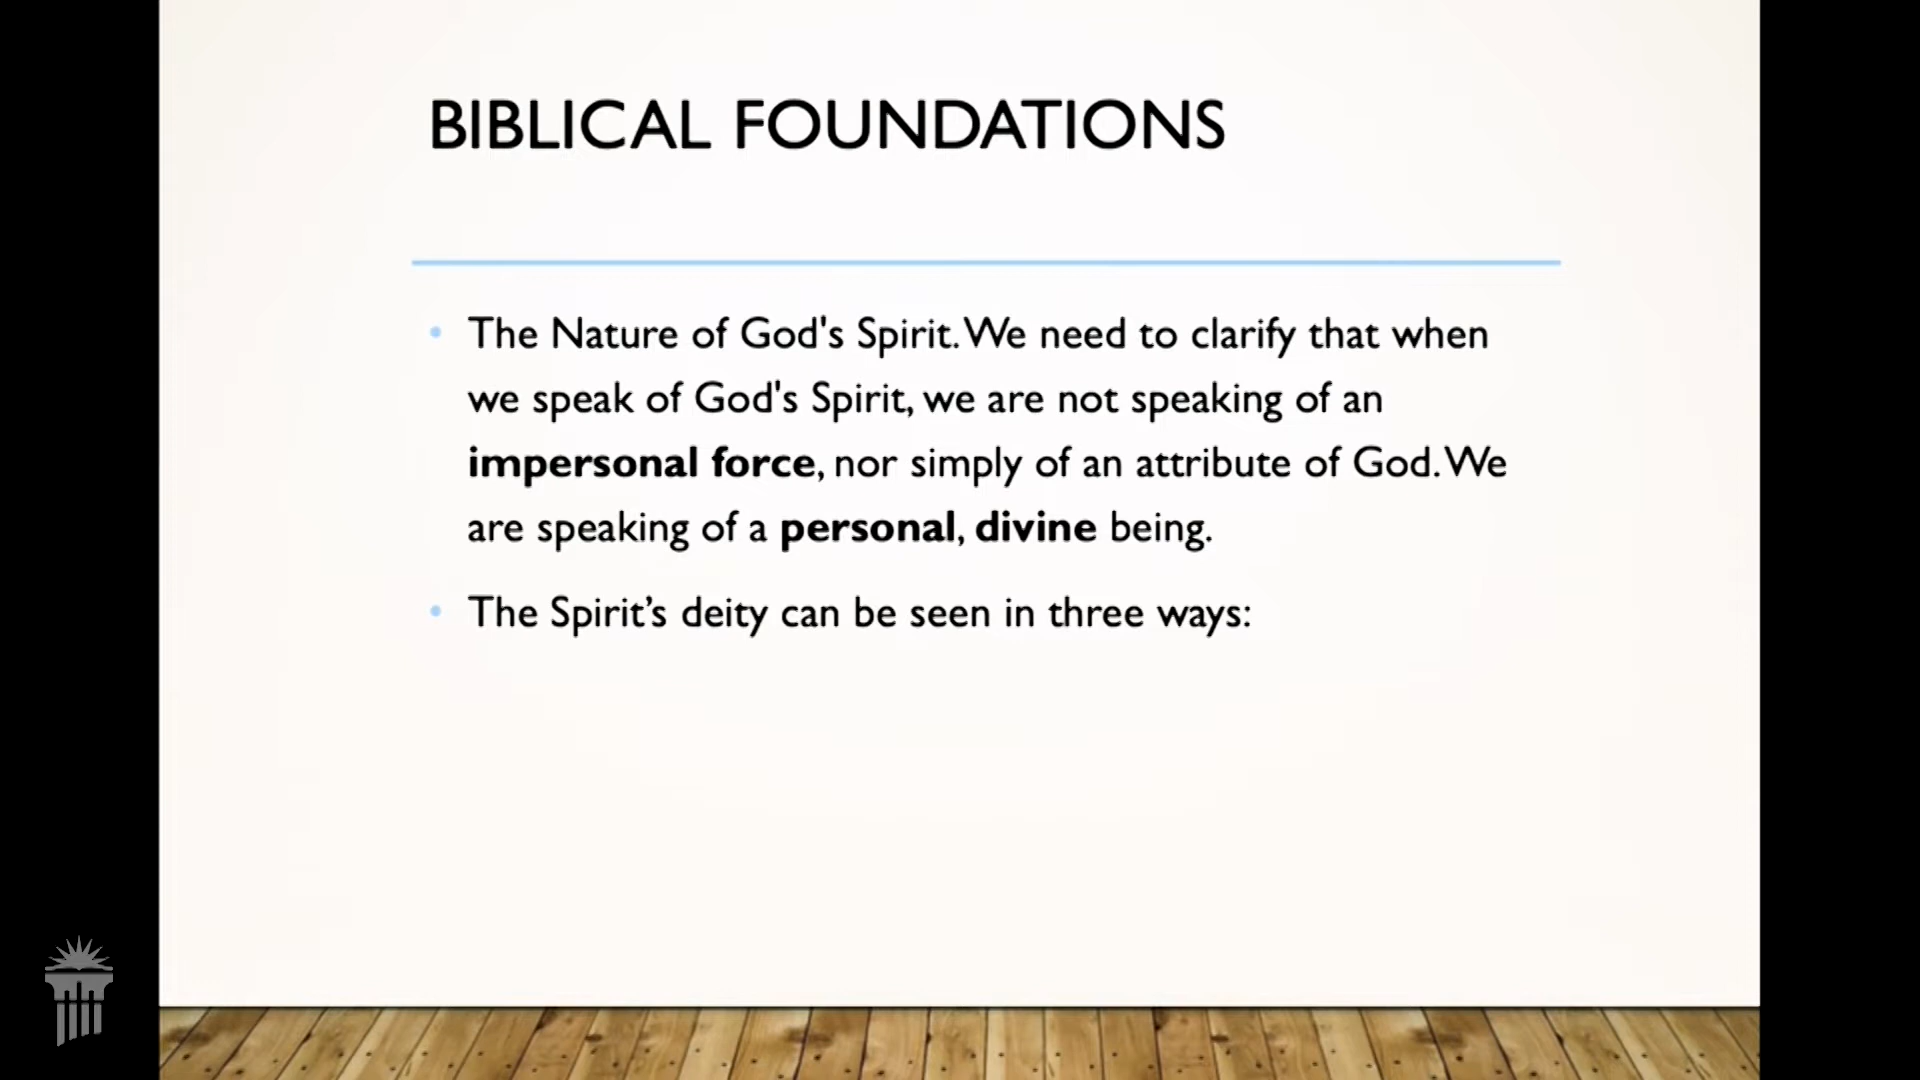 BIBLICAL FOUNDATIONS
The Nature of God's Spirit. We need to clarify that when
we speak of God's Spirit, we are not speaking of an
impersonal force, nor simply of an attribute of God. We
are speaking of a personal, divine being.
The Spirit’s deity can be seen in three ways: